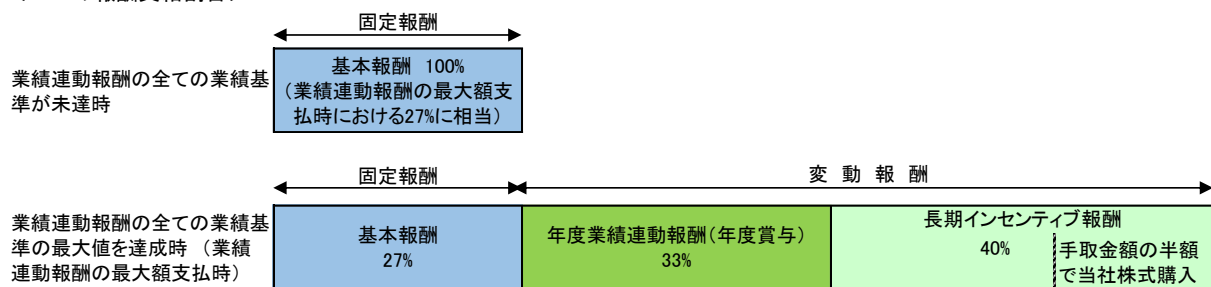 固定報酬
業績連動報酬の全ての業績基
準が未達時
基本報酬 100%
（業績連動報酬の最大額支
払時における27%に相当）
固定報酬
変 動 報 酬
業績連動報酬の全ての業績基
準の最大値を達成時 （業績
連動報酬の最大額支払時）
基本報酬
27%
年度業績連動報酬（年度賞与）
33%
長期インセンティブ報酬
40%
手取金額の半額
で当社株式購入